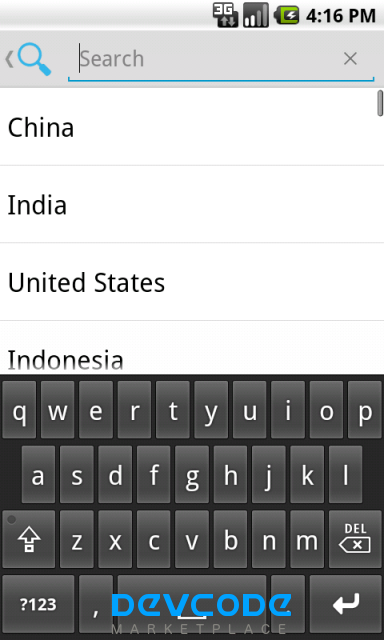 3G 4:16 PM
Search
China
India
United States
Indonesia
q w e r t y u i o p
a s d f g h j k l
z x c v b n m DEL
?123 ,
DEVCODE
MARKETPLACE